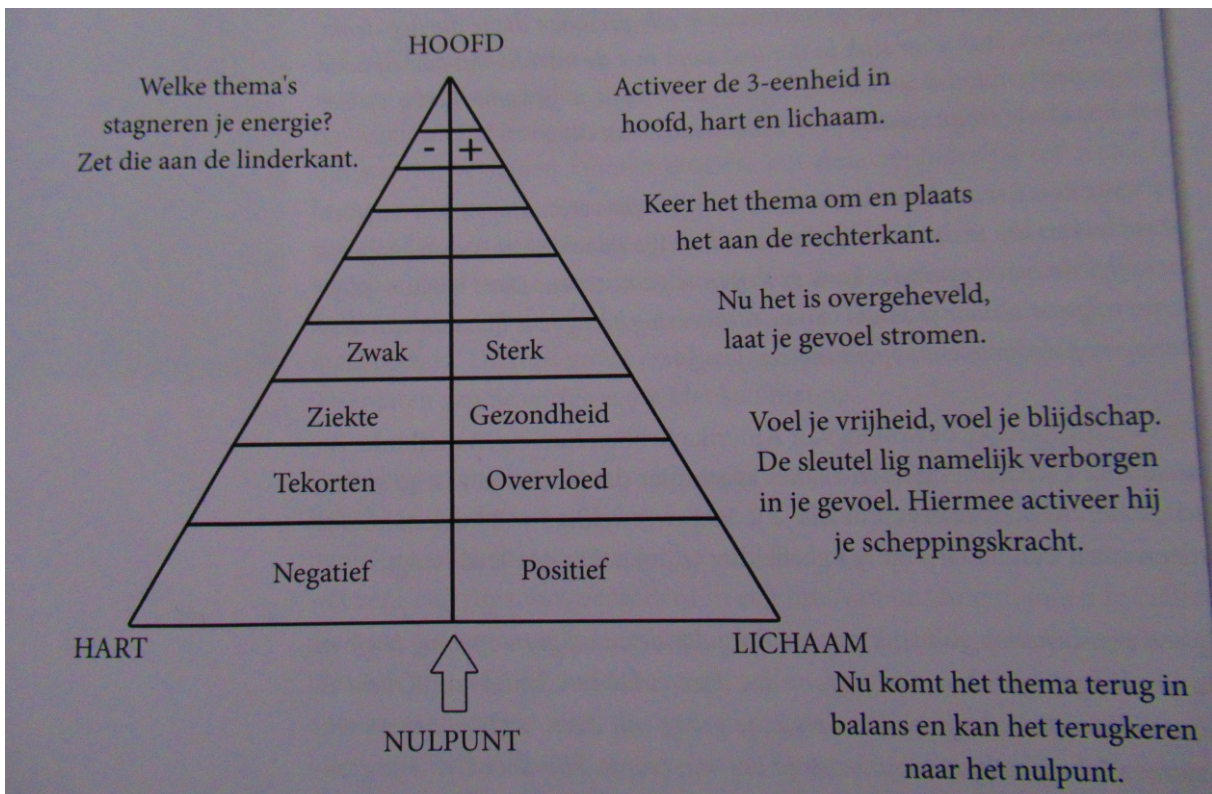 HOOFD
Welke thema's
stagneren je energie?
Zet die aan de linderkant.
Activeer de 3-eenheid in
hoofd, hart en lichaam.
- +
Keer het thema om en plaats
het aan de rechterkant.
Nu het is overgeheveld,
laat je gevoel stromen.
Zwak Sterk
Ziekte Gezondheid
Tekorten Overvloed
Negatief Positief
Voel je vrijheid, voel je blijdschap.
De sleutel lig namelijk verborgen
in je gevoel. Hiermee activeer hij
je scheppingskracht.
HART
LICHAAM
NULPUNT
Nu komt het thema terug in
balans en kan het terugkeren
naar het nulpunt.